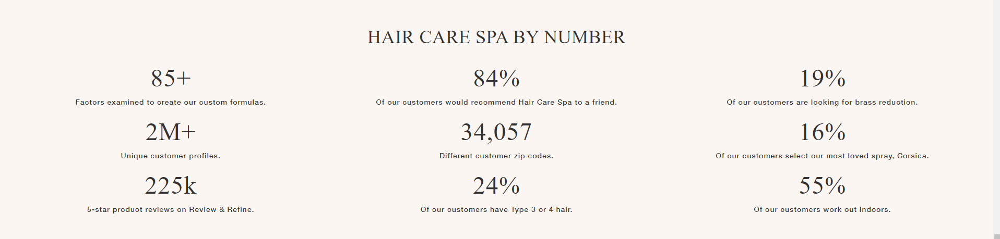 HAIR CARE SPA BY NUMBER
85+
Factors examined to create our custom formulas.
84%
Of our customers would recommend Hair Care Spa to a friend.
19%
Of our customers are looking for brass reduction.
2M+
Unique customer profiles.
34,057
Different customer zip codes.
16%
Of our customers select our most loved spray, Corsica.
225k
5-star product reviews on Review & Refine.
24%
Of our customers have Type 3 or 4 hair.
55%
Of our customers work out indoors.